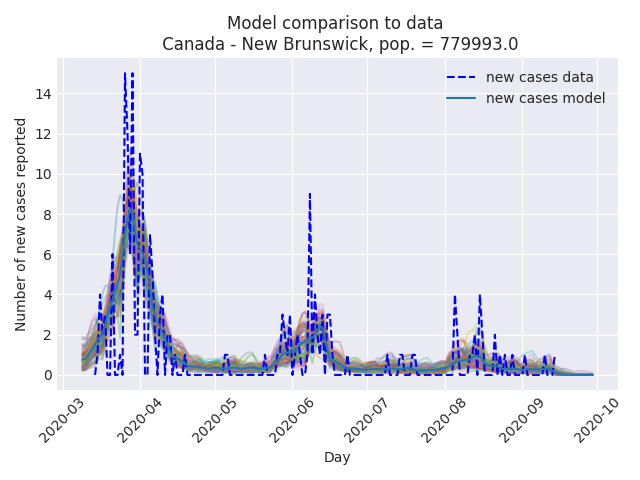 Model comparison to data
Canada - New Brunswick, pop. = 779993.0
new cases data
new cases model
Number of new cases reported
14
12
10
8
6
4
2
0
2020-03
2020-04
2020-05
2020-06
2020-07
2020-08
2020-09
2020-10
Day